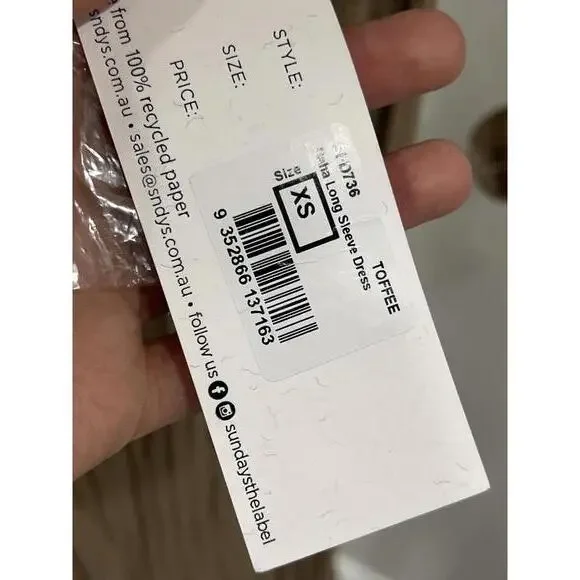 STYLE:
SIZE:
PRICE:
736
Long Sleeve Dress
TOFFEE
Size
XS
9 352866 137163
from 100% recycled paper
sndys.com.au • sales@sndys.com.au • follow us
sundaysthelabel